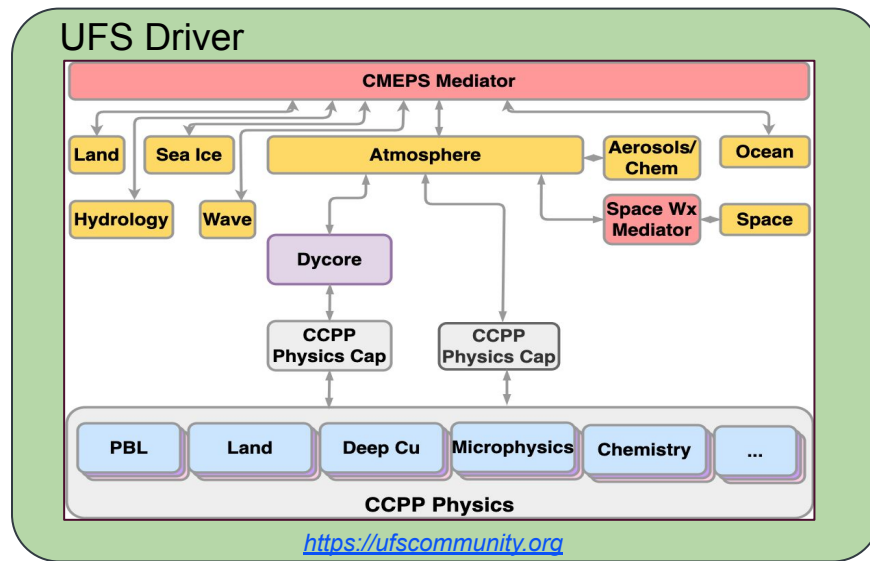 UFS Driver
CMEPS Mediator
Land
Sea Ice
Atmosphere
Aerosols/
Chem
Ocean
Hydrology
Wave
Space Wx
Mediator
Space
Dycore
CCPP
Physics Cap
CCPP
Physics Cap
PBL
Land
Deep Cu
Microphysics
Chemistry
...
CCPP Physics
https://ufscommunity.org